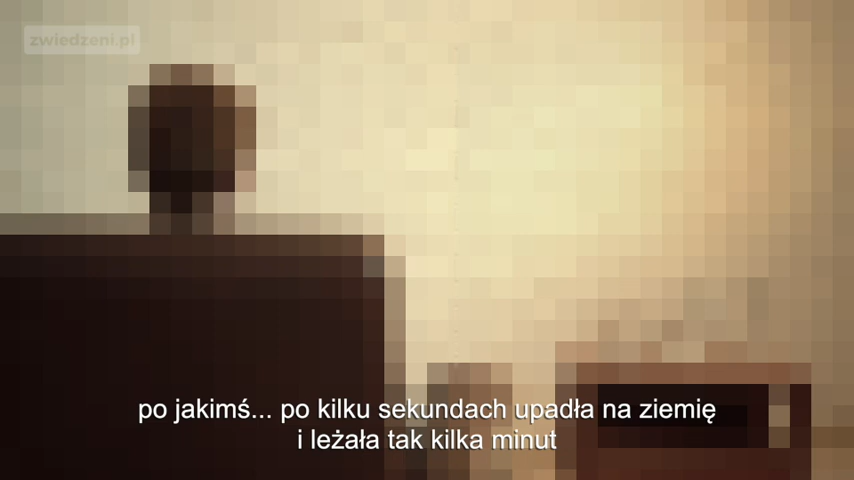 zwiedzeni.pl
po jakimś... po kilku sekundach upadła na ziemię
i leżała tak kilka minut